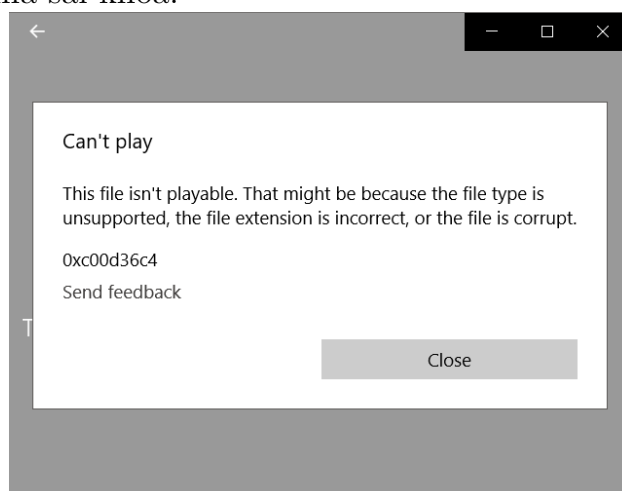 Can't play
This file isn't playable. That might be because the file type is
unsupported, the file extension is incorrect, or the file is corrupt.
0xc00d36c4
Send feedback
Close